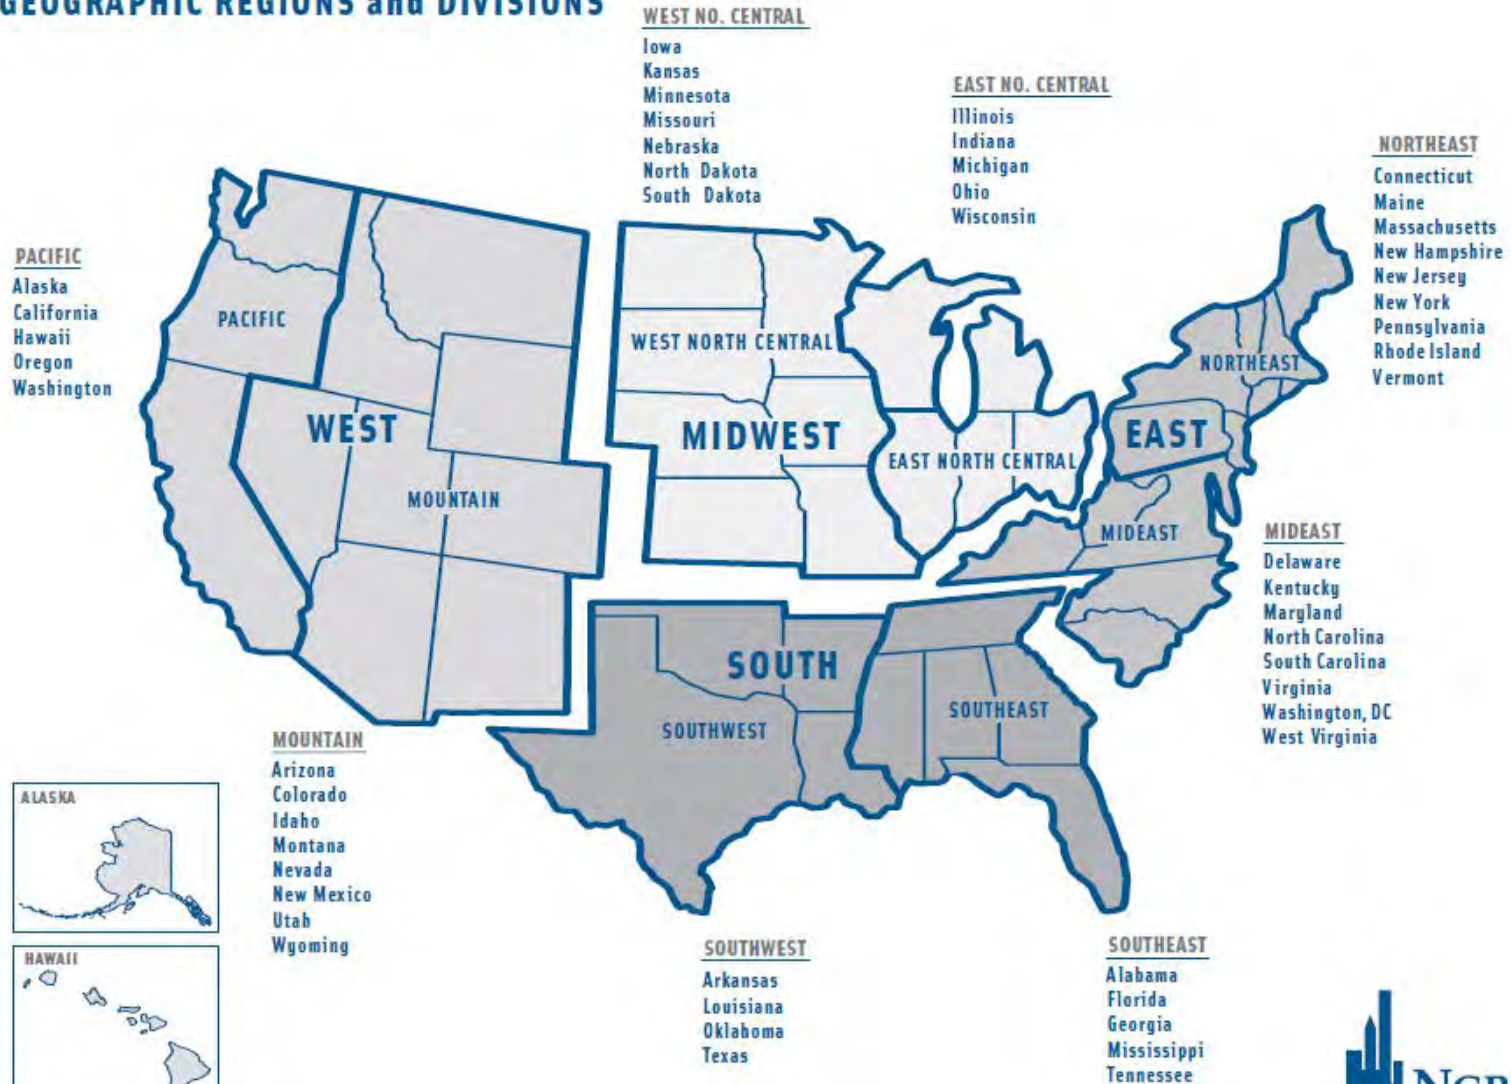 GEOGRAPHIC REGIONS and DIVISIONS
WEST NO. CENTRAL
Iowa
Kansas
Minnesota
Missouri
Nebraska
North Dakota
South Dakota
EAST NO. CENTRAL
Illinois
Indiana
Michigan
Ohio
Wisconsin
NORTHEAST
Connecticut
Maine
Massachusetts
New Hampshire
New Jersey
New York
Pennsylvania
Rhode Island
Vermont
PACIFIC
Alaska
California
Hawaii
Oregon
Washington
PACIFIC
WEST
MOUNTAIN
WEST NORTH CENTRAL
MIDWEST
EAST NORTH CENTRAL
NORTHEAST
EAST
MIDEAST
SOUTH
SOUTHWEST
SOUTHEAST
MIDEAST
Delaware
Kentucky
Maryland
North Carolina
South Carolina
Virginia
Washington, DC
West Virginia
MOUNTAIN
Arizona
Colorado
Idaho
Montana
Nevada
New Mexico
Utah
Wyoming
ALASKA
HAWAII
SOUTHWEST
Arkansas
Louisiana
Oklahoma
Texas
SOUTHEAST
Alabama
Florida
Georgia
Mississippi
Tennessee